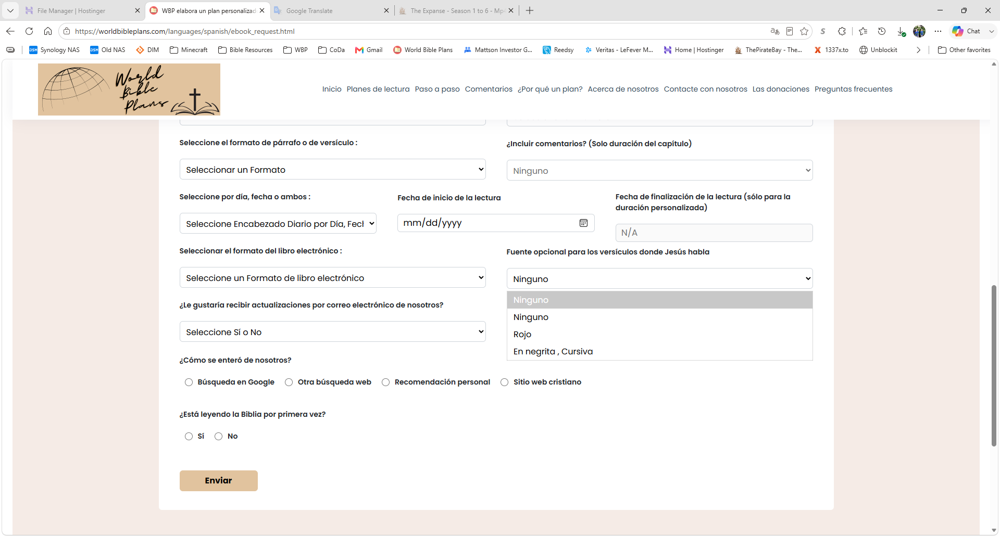 File Manager | Hostinger
WBP elabora un plan personalizad
Google Translate
The Expanse - Season 1 to 6 - Mp4
https://worldbibleplans.com/languages/spanish/ebook_request.html
Chat
Synology NAS
Old NAS
DIM
Minecraft
Bible Resources
WBP
CoDa
Gmail
World Bible Plans
Mattson Investor G...
Reedsy
Veritas - LeFever M...
Home | Hostinger
ThePirateBay - The...
1337x.to
Unblockit
Other favorites
World
Bible
Plans
Inicio
Planes de lectura
Paso a paso
Comentarios
¿Por qué un plan?
Acerca de nosotros
Contacte con nosotros
Las donaciones
Preguntas frecuentes
Seleccione el formato de párrafo o de versículo :
¿Incluir comentarios? (Solo duración del capítulo)
Seleccionar un Formato
Ninguno
Seleccione por día, fecha o ambos :
Fecha de inicio de la lectura
Fecha de finalización de la lectura (sólo para la
duración personalizada)
Seleccione Encabezado Diario por Día, Fecl
mm/dd/yyyy
N/A
Seleccionar el formato del libro electrónico :
Fuente opcional para los versículos donde Jesús habla
Seleccione un Formato de libro electrónico
Ninguno
Ninguno
Ninguno
Rojo
En negrita , Cursiva
¿Le gustaría recibir actualizaciones por correo electrónico de nosotros?
Seleccione Sí o No
¿Cómo se enteró de nosotros?
Búsqueda en Google
Otra búsqueda web
Recomendación personal
Sitio web cristiano
¿Está leyendo la Biblia por primera vez?
Sí
No
Enviar